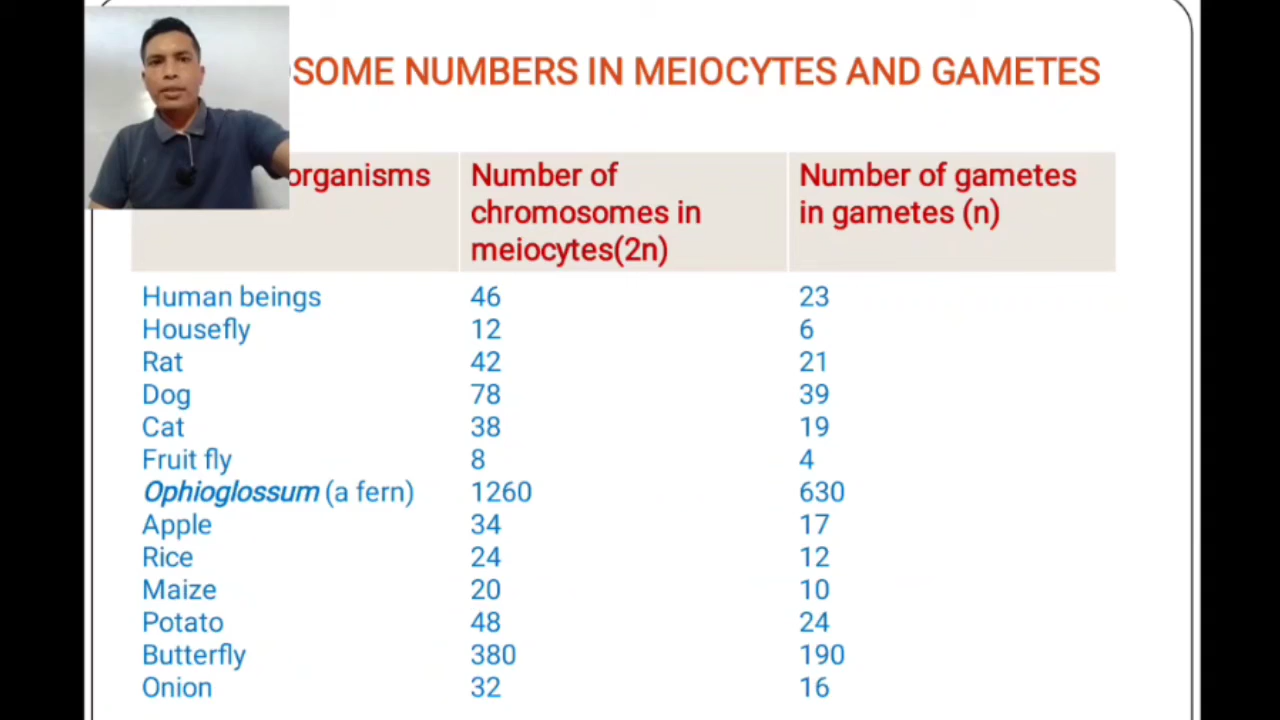 SOME NUMBERS IN MEIOCYTES AND GAMETES
organisms
Number of
chromosomes in
meiocytes(2n)
Number of gametes
in gametes (n)
Human beings 46 23
Housefly 12 6
Rat 42 21
Dog 78 39
Cat 38 19
Fruit fly 8 4
Ophioglossum (a fern) 1260 630
Apple 34 17
Rice 24 12
Maize 20 10
Potato 48 24
Butterfly 380 190
Onion 32 16